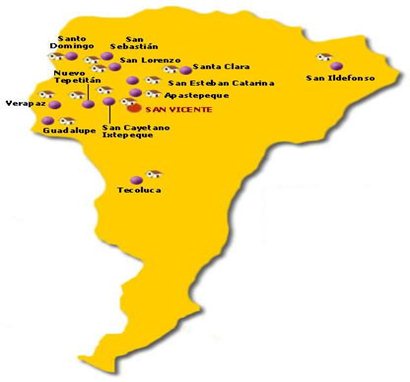 Santo
Domingo
San
Sebastián
San Lorenzo
Santa Clara
San Ildefonso
Nuevo
Tepetitán
San Esteban Catarina
Apastepeque
Verapaz
SAN VICENTE
Guadalupe
San Cayetano
Ixtepeque
Tecoluca